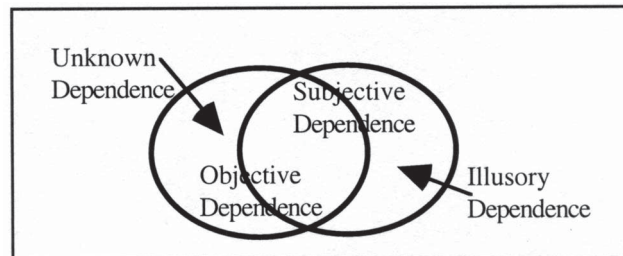 Unknown
Dependence
Subjective
Dependence
Objective
Dependence
Illusory
Dependence